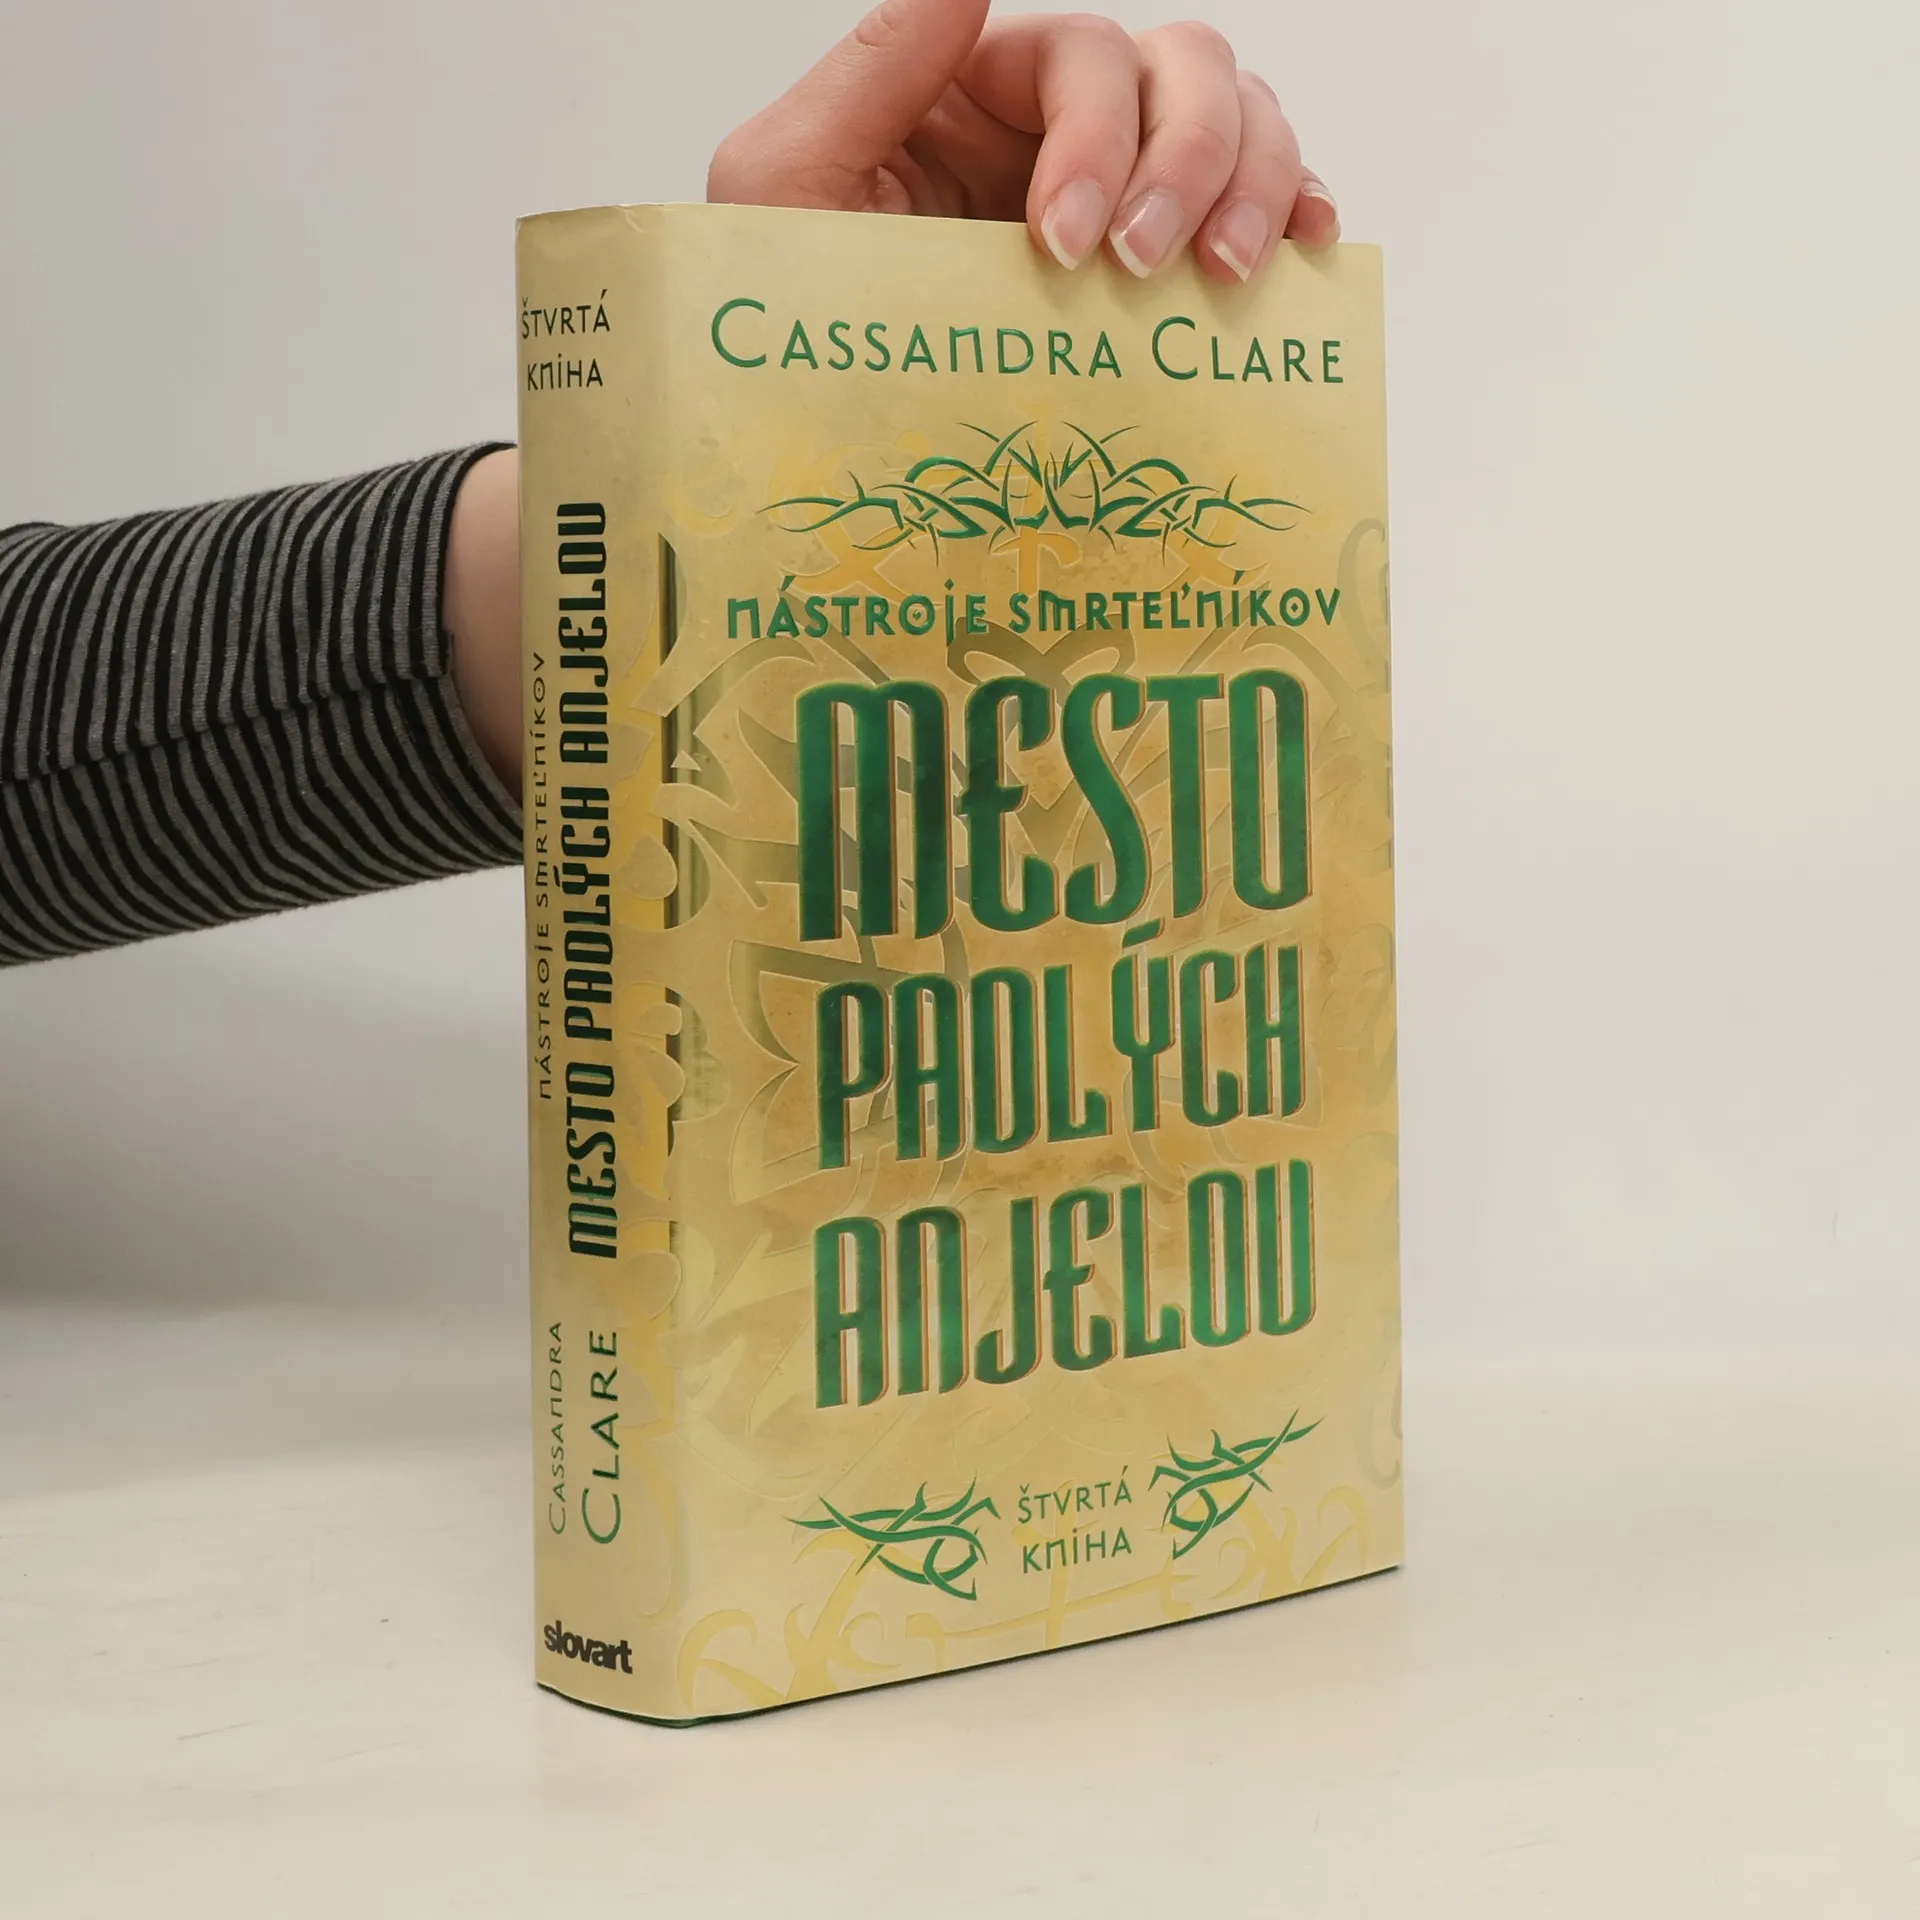 ŠTVRTÁ
KNIHA
NÁSTROJE SMRTEĽNÍKOV
MESTO PADLÝCH ANJELOV
CASSANDRA
CLARE
slovart
CASSANDRA CLARE
NÁSTROJE SMRTEĽNÍKOV
MESTO
PADLÝCH
ANJELOV
ŠTVRTÁ
KNIHA